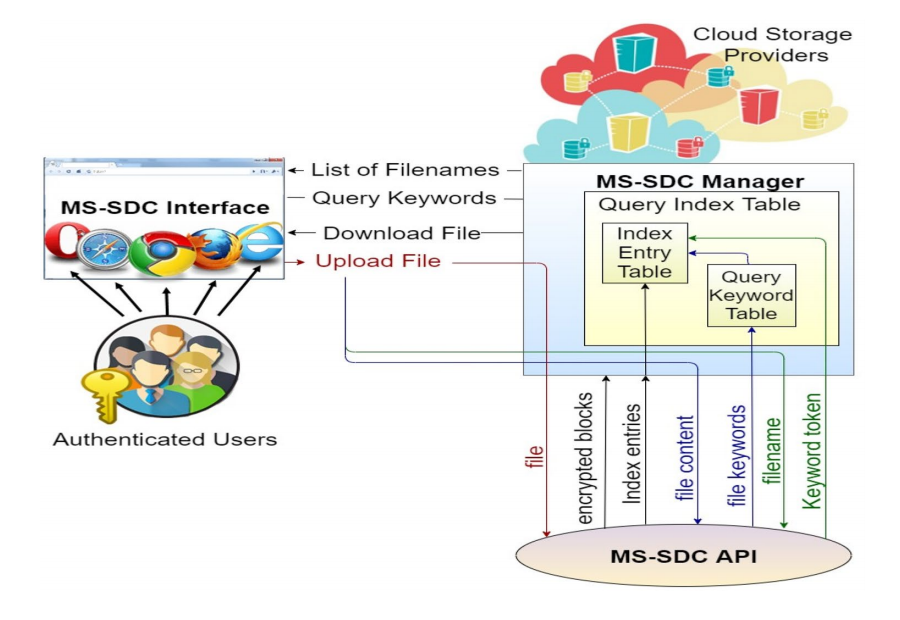 Cloud Storage
Providers
List of Filenames
Query Keywords
Download File
Upload File
MS-SDC Interface
Authenticated Users
MS-SDC Manager
Query Index Table
Index
Entry
Table
Query
Keyword
Table
file
encrypted blocks
Index entries
file content
file keywords
filename
Keyword token
MS-SDC API